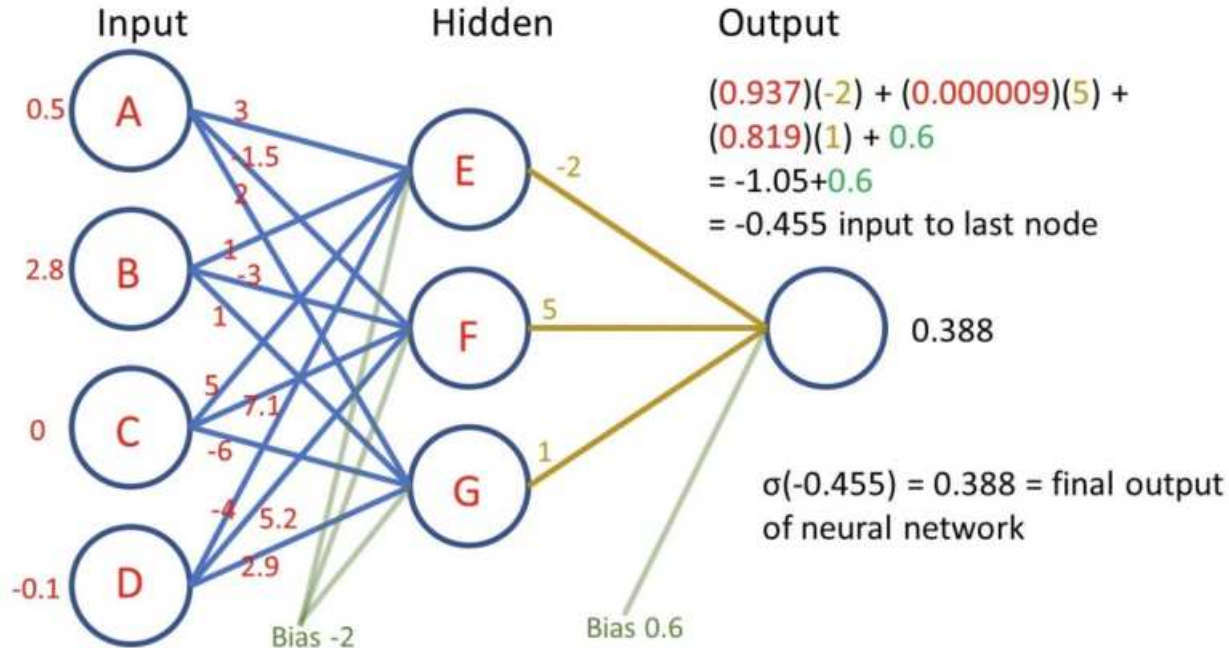 Input
Hidden
Output
0.5
A
3
-1.5
2
B
2.8
1
-3
1
C
0
5
7.1
-6
D
-0.1
-4
5.2
2.9
Bias -2
E
F
G
-2
5
1
Bias 0.6
(0.937)(-2) + (0.000009)(5) +
(0.819)(1) + 0.6
= -1.05+0.6
= -0.455 input to last node
0.388
σ(-0.455) = 0.388 = final output
of neural network